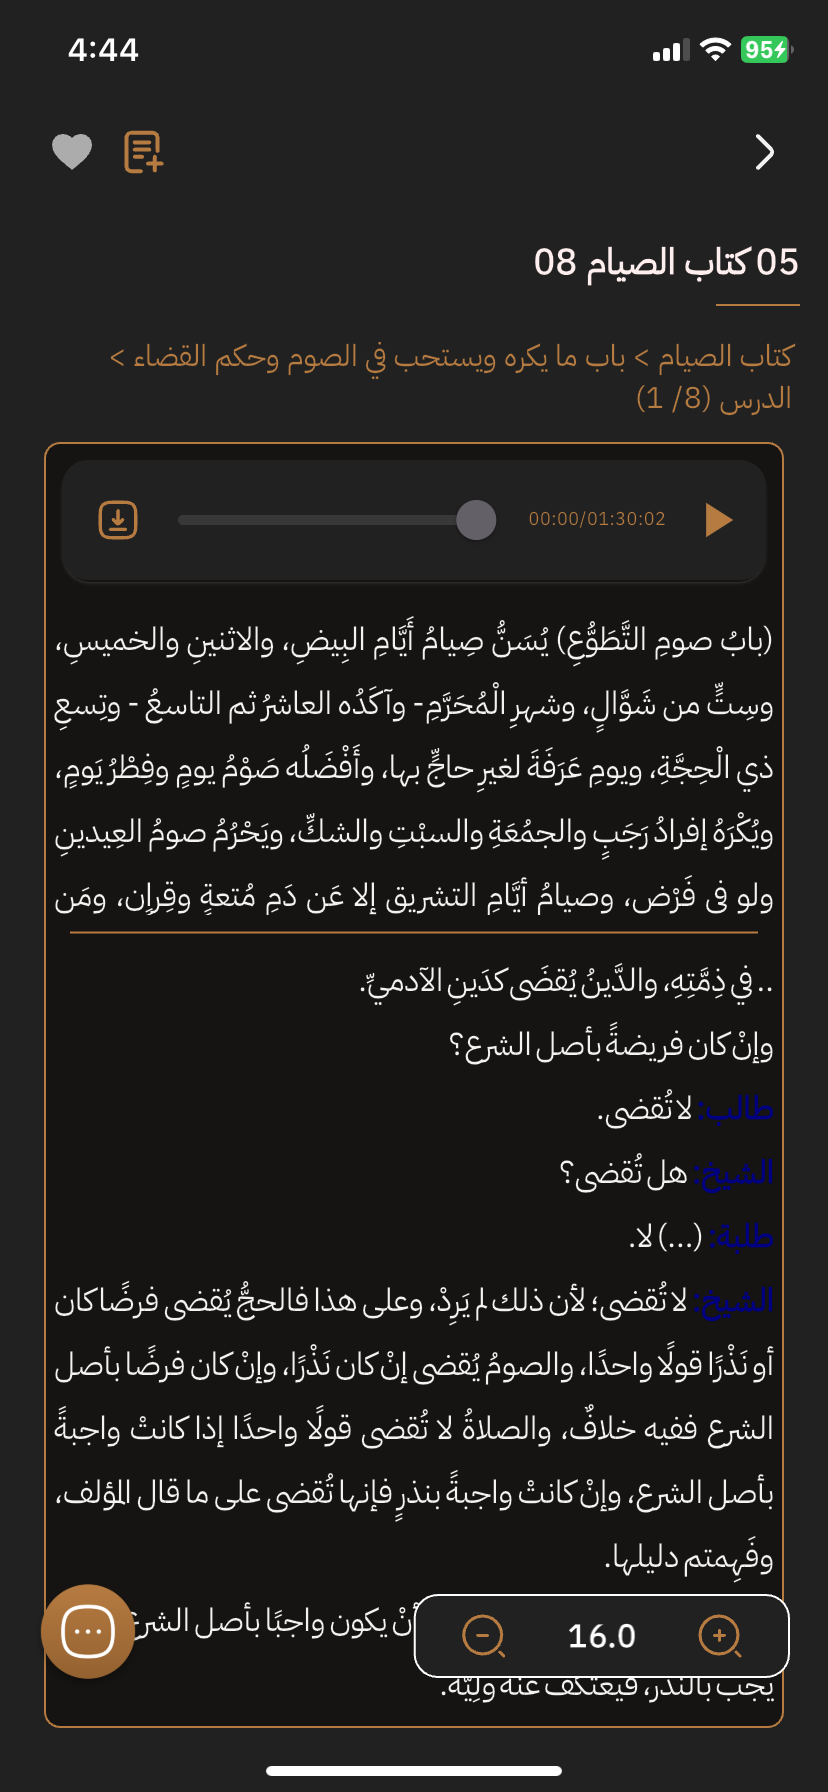 4:44
95
05 كتاب الصيام 08
كتاب الصيام > باب ما يكره ويستحب في الصوم وحكم القضاء >
الدرس (8/ 1)
00:00/01:30:02
(بابُ صومِ التَّطَوُّعِ) يُسَنُّ صِيامُ أَيَّامِ البِيضِ، والاثنينِ والخميسِ،
وسِتٍّ من شَوَّالٍ، وشهرِ الْمُحَرَّمِ- وآكَدُه العاشرُ ثم التاسعُ - وتِسعِ
ذي الْحِجَّةِ، ويومِ عَرَفَةَ لغيرِ حاجٍّ بها، وأَفْضَلُه صَوْمُ يومٍ وفِطْرُ يَومٍ،
ويُكْرَهُ إفرادُ رَجَبٍ والجمُعَةِ والسبْتِ والشكِّ، ويَحْرُمُ صومُ العِيدينِ
ولو فى فَرْض، وصيامُ أيَّامِ التشريق إلا عَن دَمِ مُتعةٍ وقِرإن، ومَن
.. في ذِمَّتِهِ، والدَّينُ يُقضَى كدَينِ الآدميِّ.
وإنْ كان فريضةً بأصل الشرع؟
طالب: لا تُقضى.
الشيخ: هل تُقضى؟
طلبة: (...) لا.
الشيخ: لا تُقضى؛ لأن ذلك لم يَرِدْ، وعلى هذا فالحجُّ يُقضى فرضًا كان
أو نَذْرًا قولًا واحدًا، والصومُ يُقضى إنْ كان نَذْرًا، وإنْ كان فرضًا بأصل
الشرع ففيه خلافٌ، والصلاةُ لا تُقضى قولًا واحدًا إذا كانتْ واجبةً
بأصل الشرع، وإنْ كانتْ واجبةً بنذرٍ فإنها تُقضى على ما قال المؤلف،
وفَهِمتم دليلها.
أنْ يكون واجبًا بأصل الشرع
16.0
يجب بالنذر، فيعتكف عنه وليُّه.